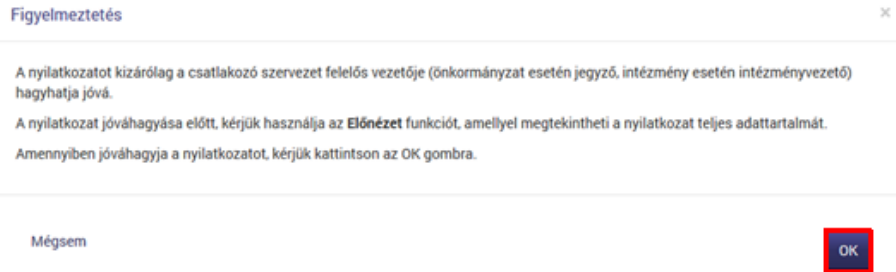 Figyelmeztetés ×
A nyilatkozatot kizárólag a csatlakozó szervezet felelős vezetője (önkormányzat esetén jegyző, intézmény esetén intézményvezető)
hagyhatja jóvá.
A nyilatkozat jóváhagyása előtt, kérjük használja az Előnézet funkciót, amellyel megtekintheti a nyilatkozat teljes adattartalmát.
Amennyiben jóváhagyja a nyilatkozatot, kérjük kattintson az OK gombra.
Mégsem OK